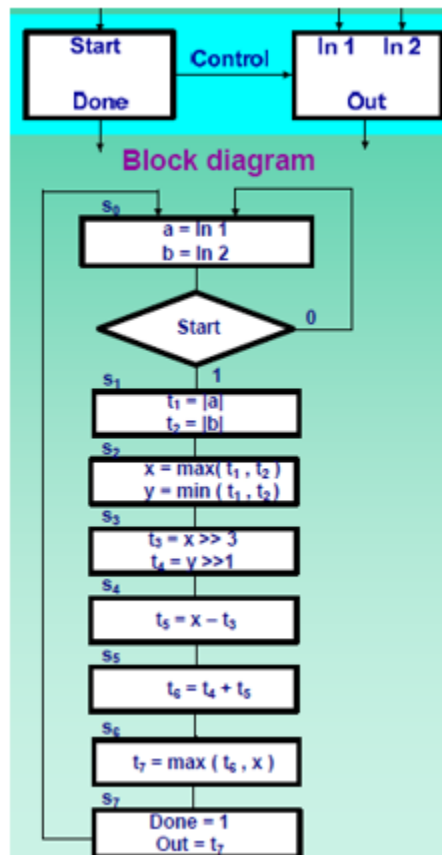 Start
Control
In 1 In 2
Done
Out
Block diagram
s₀
a = In 1
b = In 2
Start
0
1
s₁
t₁ = |a|
t₂ = |b|
s₂
x = max( t₁ , t₂ )
y = min ( t₁ , t₂)
s₃
t₃ = x >> 3
t₄ = y >>1
s₄
t₅ = x – t₃
s₅
t₆ = t₄ + t₅
s₆
t₇ = max ( t₆ , x )
s₇
Done = 1
Out = t₇